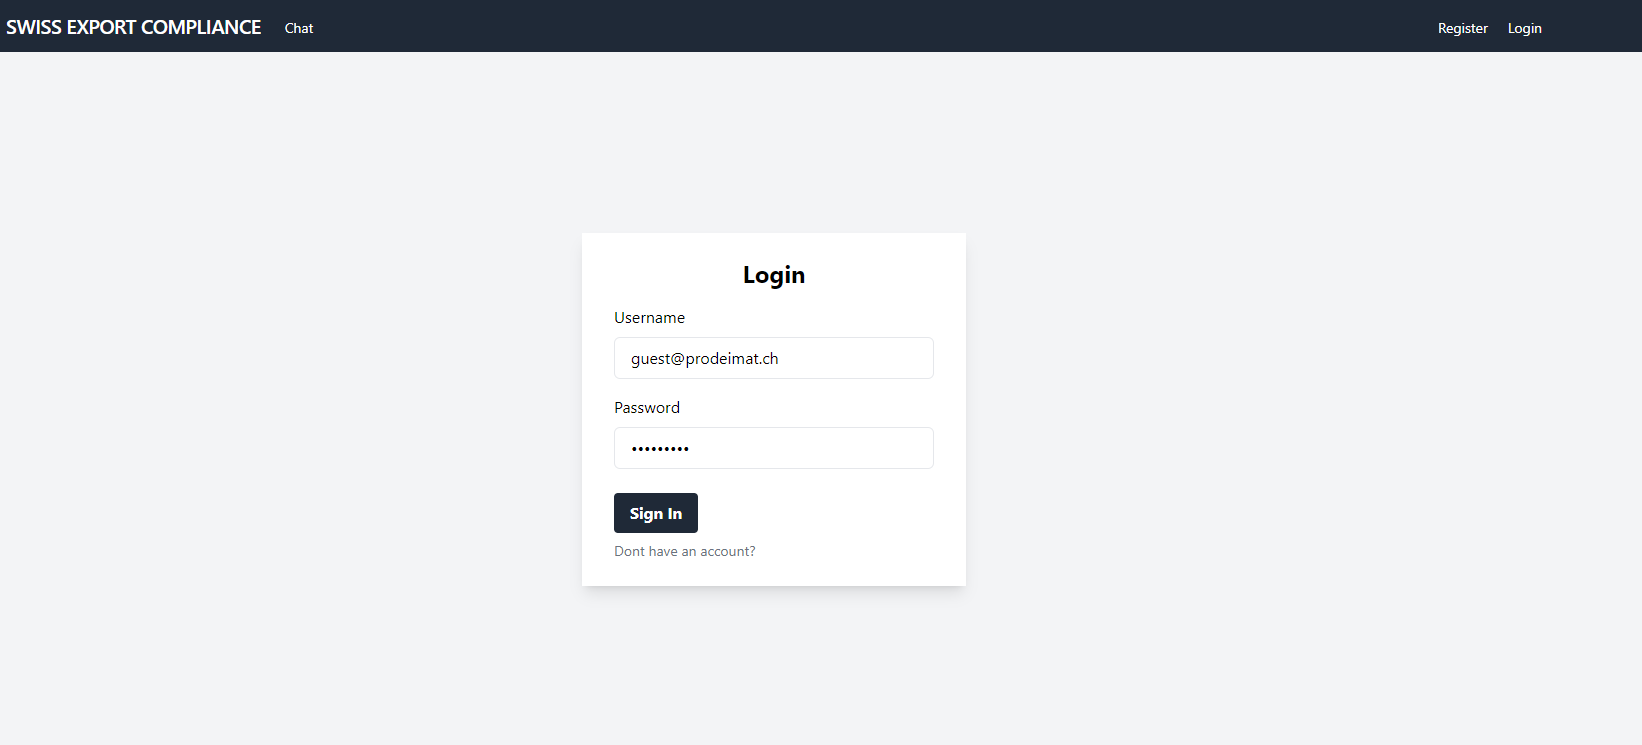 SWISS EXPORT COMPLIANCE Chat Register Login
Login
Username
guest@prodeimat.ch
Password
•••••••••
Sign In
Dont have an account?